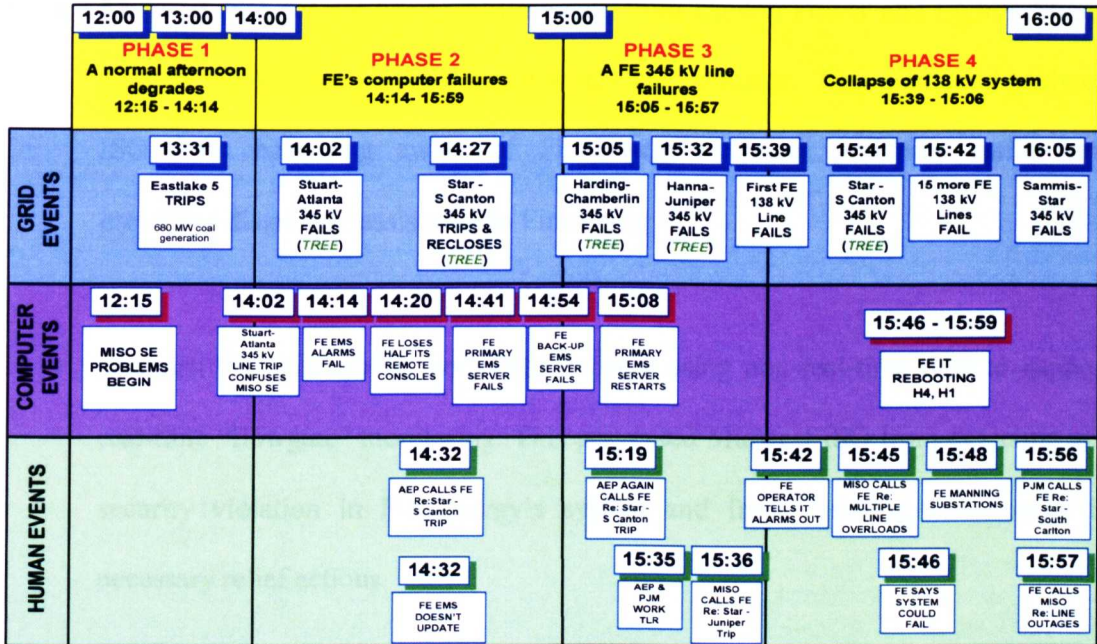 12:00
13:00
14:00
15:00
16:00
PHASE 1
A normal afternoon
degrades
12:15 - 14:14
PHASE 2
FE's computer failures
14:14- 15:59
PHASE 3
A FE 345 kV line
failures
15:05 - 15:57
PHASE 4
Collapse of 138 kV system
15:39 - 15:06
GRID
EVENTS
13:31
Eastlake 5
TRIPS
680 MW coal
generation
14:02
Stuart-
Atlanta
345 kV
FAILS
(TREE)
14:27
Star -
S Canton
345 kV
TRIPS &
RECLOSES
(TREE)
15:05
Harding-
Chamberlin
345 kV
FAILS
(TREE)
15:32
Hanna-
Juniper
345 kV
FAILS
(TREE)
15:39
First FE
138 kV
Line
FAILS
15:41
Star -
S Canton
345 kV
FAILS
(TREE)
15:42
15 more FE
138 kV
Lines
FAIL
16:05
Sammis-
Star
345 kV
FAILS
COMPUTER
EVENTS
12:15
MISO SE
PROBLEMS
BEGIN
14:02
Stuart-
Atlanta
345 kV
LINE TRIP
CONFUSES
MISO SE
14:14
FE EMS
ALARMS
FAIL
14:20
FE LOSES
HALF ITS
REMOTE
CONSOLES
14:41
FE
PRIMARY
EMS
SERVER
FAILS
14:54
FE
BACK-UP
EMS
SERVER
FAILS
15:08
FE
PRIMARY
EMS
SERVER
RESTARTS
15:46 - 15:59
FE IT
REBOOTING
H4, H1
HUMAN EVENTS
14:32
AEP CALLS FE
Re:Star -
S Canton
TRIP
14:32
FE EMS
DOESN'T
UPDATE
15:19
AEP AGAIN
CALLS FE
Re: Star -
S Canton
TRIP
15:35
AEP &
PJM
WORK
TLR
15:36
MISO
CALLS FE
Re: Star -
Juniper
Trip
15:42
FE
OPERATOR
TELLS IT
ALARMS OUT
15:45
MISO CALLS
FE Re:
MULTIPLE
LINE
OVERLOADS
15:48
FE MANNING
SUBSTATIONS
15:56
PJM CALLS
FE Re:
Star -
South
Carlton
15:46
FE SAYS
SYSTEM
COULD
FAIL
15:57
FE CALLS
MISO
Re: LINE
OUTAGES